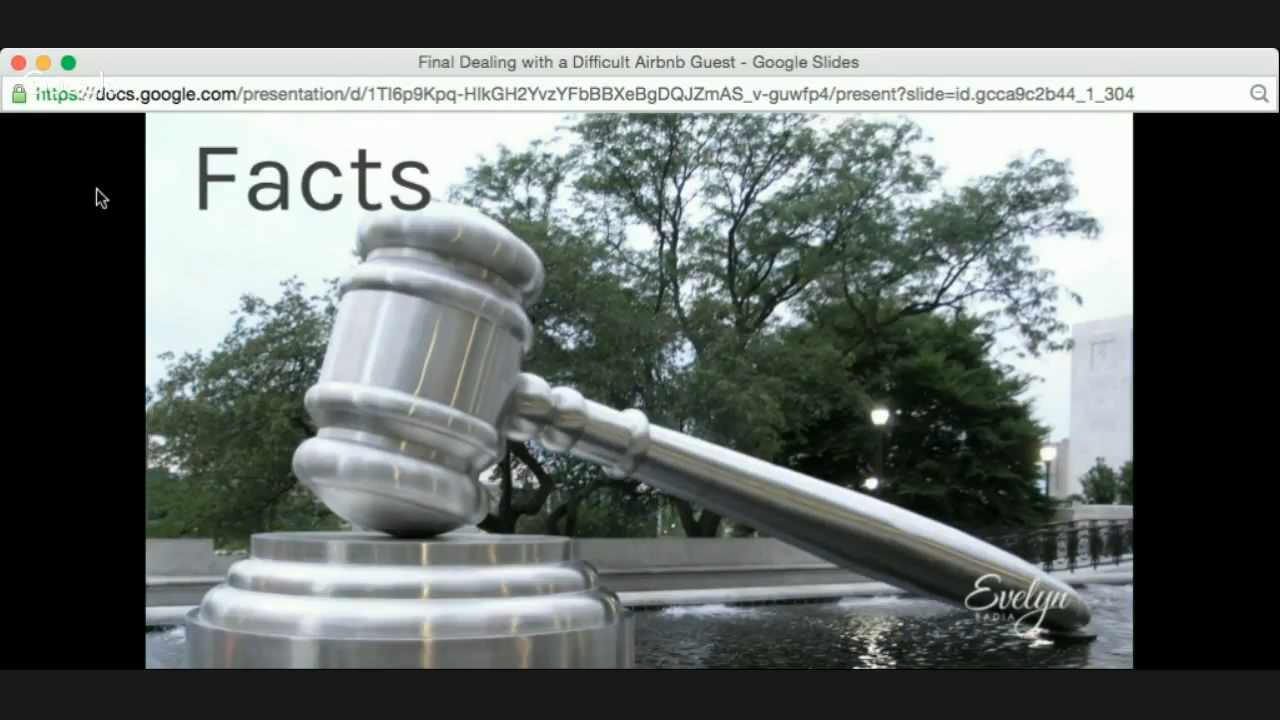 Final Dealing with a Difficult Airbnb Guest - Google Slides
https://docs.google.com/presentation/d/1Tl6p9Kpq-HlkGH2YvzYFbBBXeBgDQJZmAS_v-guwfp4/present?slide=id.gcca9c2b44_1_304
Facts
Evelyn
BADIA